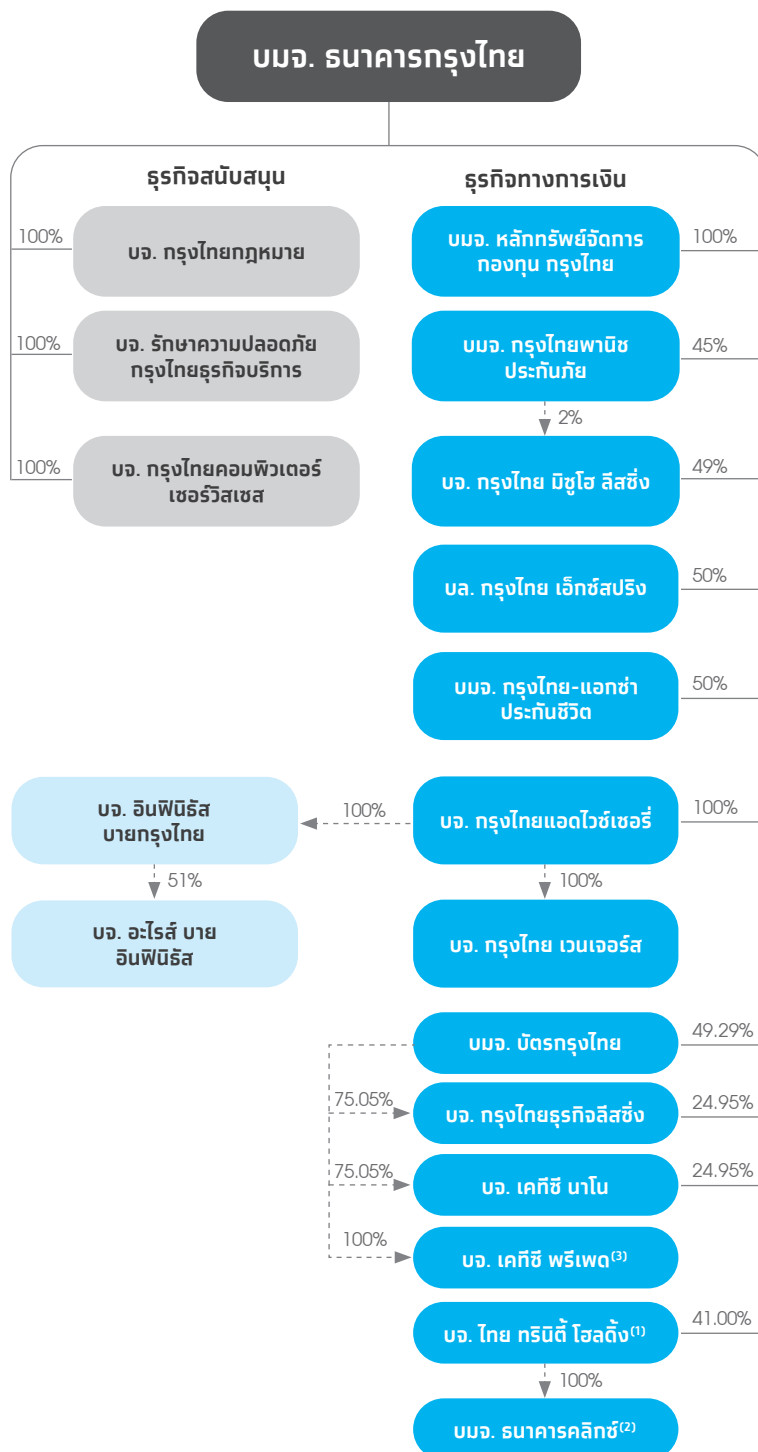 บมจ. ธนาคารกรุงไทย
ธุรกิจสนับสนุน
ธุรกิจทางการเงิน
100%
บจ. กรุงไทยกฎหมาย
บมจ. หลักทรัพย์จัดการ
กองทุน กรุงไทย
100%
100%
บจ. รักษาความปลอดภัย
กรุงไทยธุรกิจบริการ
บมจ. กรุงไทยพานิช
ประกันภัย
45%
2%
100%
บจ. กรุงไทยคอมพิวเตอร์
เซอร์วิสเซส
บจ. กรุงไทย มิซูโฮ ลีสซิ่ง
49%
บล. กรุงไทย เอ็กซ์สปริง
50%
บมจ. กรุงไทย-แอกซ่า
ประกันชีวิต
50%
บจ. อินฟินิธัส
บายกรุงไทย
100%
บจ. กรุงไทยแอดไวซ์เซอรี่
100%
51%
100%
บจ. อะไรส์ บาย
อินฟินิธัส
บจ. กรุงไทย เวนเจอร์ส
บมจ. บัตรกรุงไทย
49.29%
75.05%
บจ. กรุงไทยธุรกิจลีสซิ่ง
24.95%
75.05%
บจ. เคทีซี นาโน
24.95%
100%
บจ. เคทีซี พรีเพด(3)
บจ. ไทย ทรินิตี้ โฮลดิ้ง(1)
41.00%
100%
บมจ. ธนาคารคลิกซ์(2)